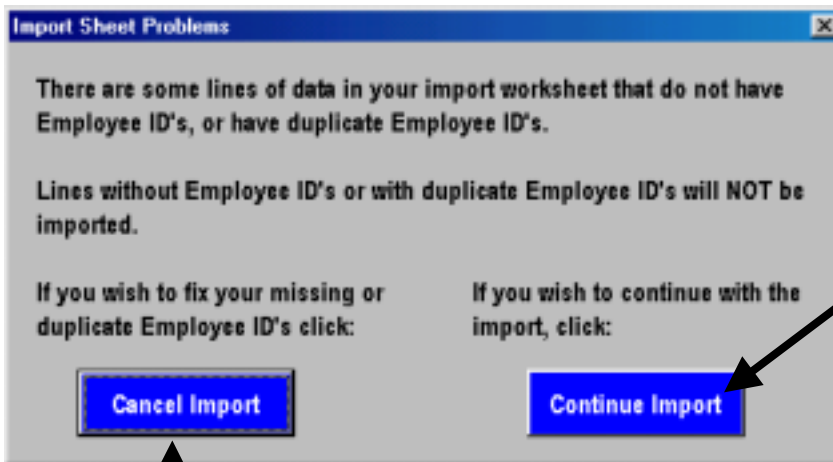 Import Sheet Problems
There are some lines of data in your import worksheet that do not have
Employee ID's, or have duplicate Employee ID's.
Lines without Employee ID's or with duplicate Employee ID's will NOT be
imported.
If you wish to fix your missing or
duplicate Employee ID's click:
If you wish to continue with the
import, click:
Cancel Import
Continue Import